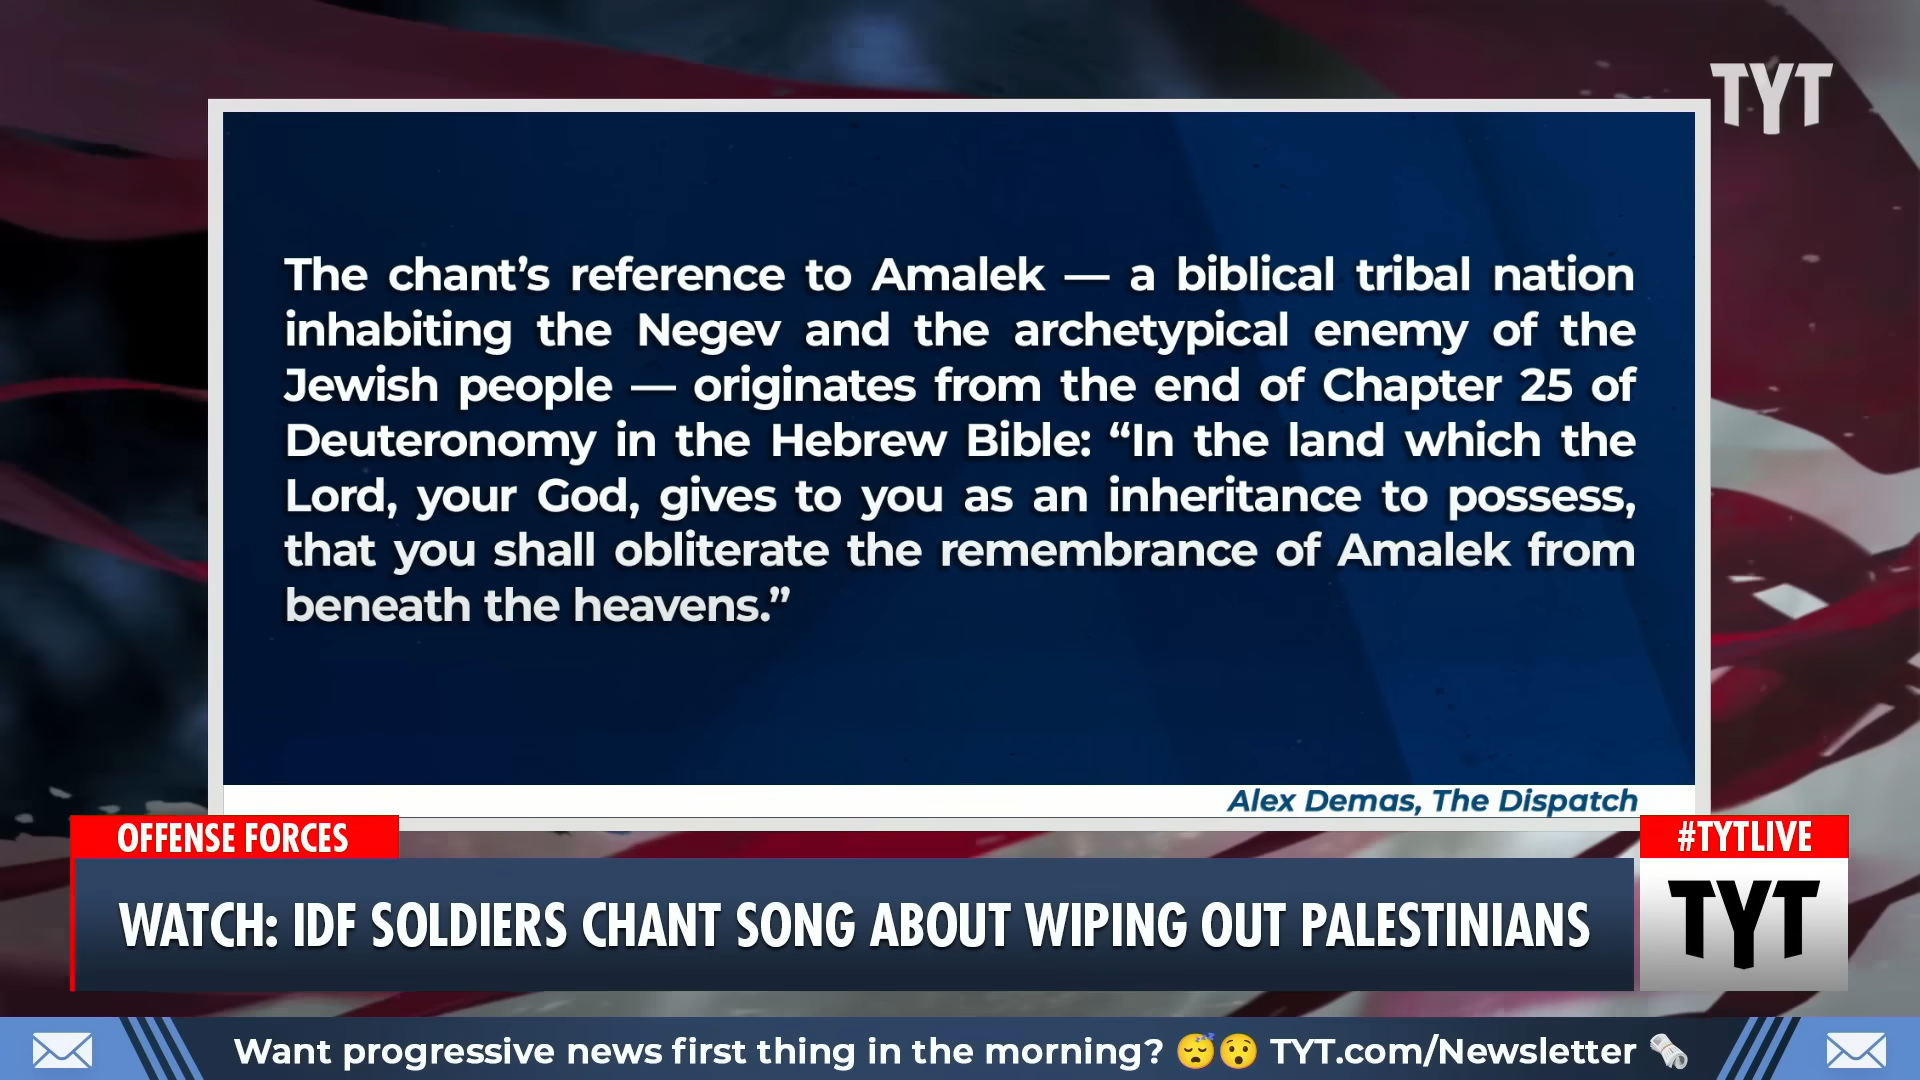 TYT
The chant’s reference to Amalek — a biblical tribal nation
inhabiting the Negev and the archetypical enemy of the
Jewish people — originates from the end of Chapter 25 of
Deuteronomy in the Hebrew Bible: “In the land which the
Lord, your God, gives to you as an inheritance to possess,
that you shall obliterate the remembrance of Amalek from
beneath the heavens.”
Alex Demas, The Dispatch
OFFENSE FORCES
#TYTLIVE
WATCH: IDF SOLDIERS CHANT SONG ABOUT WIPING OUT PALESTINIANS
TYT
Want progressive news first thing in the morning? 😴😯 TYT.com/Newsletter 🗞️